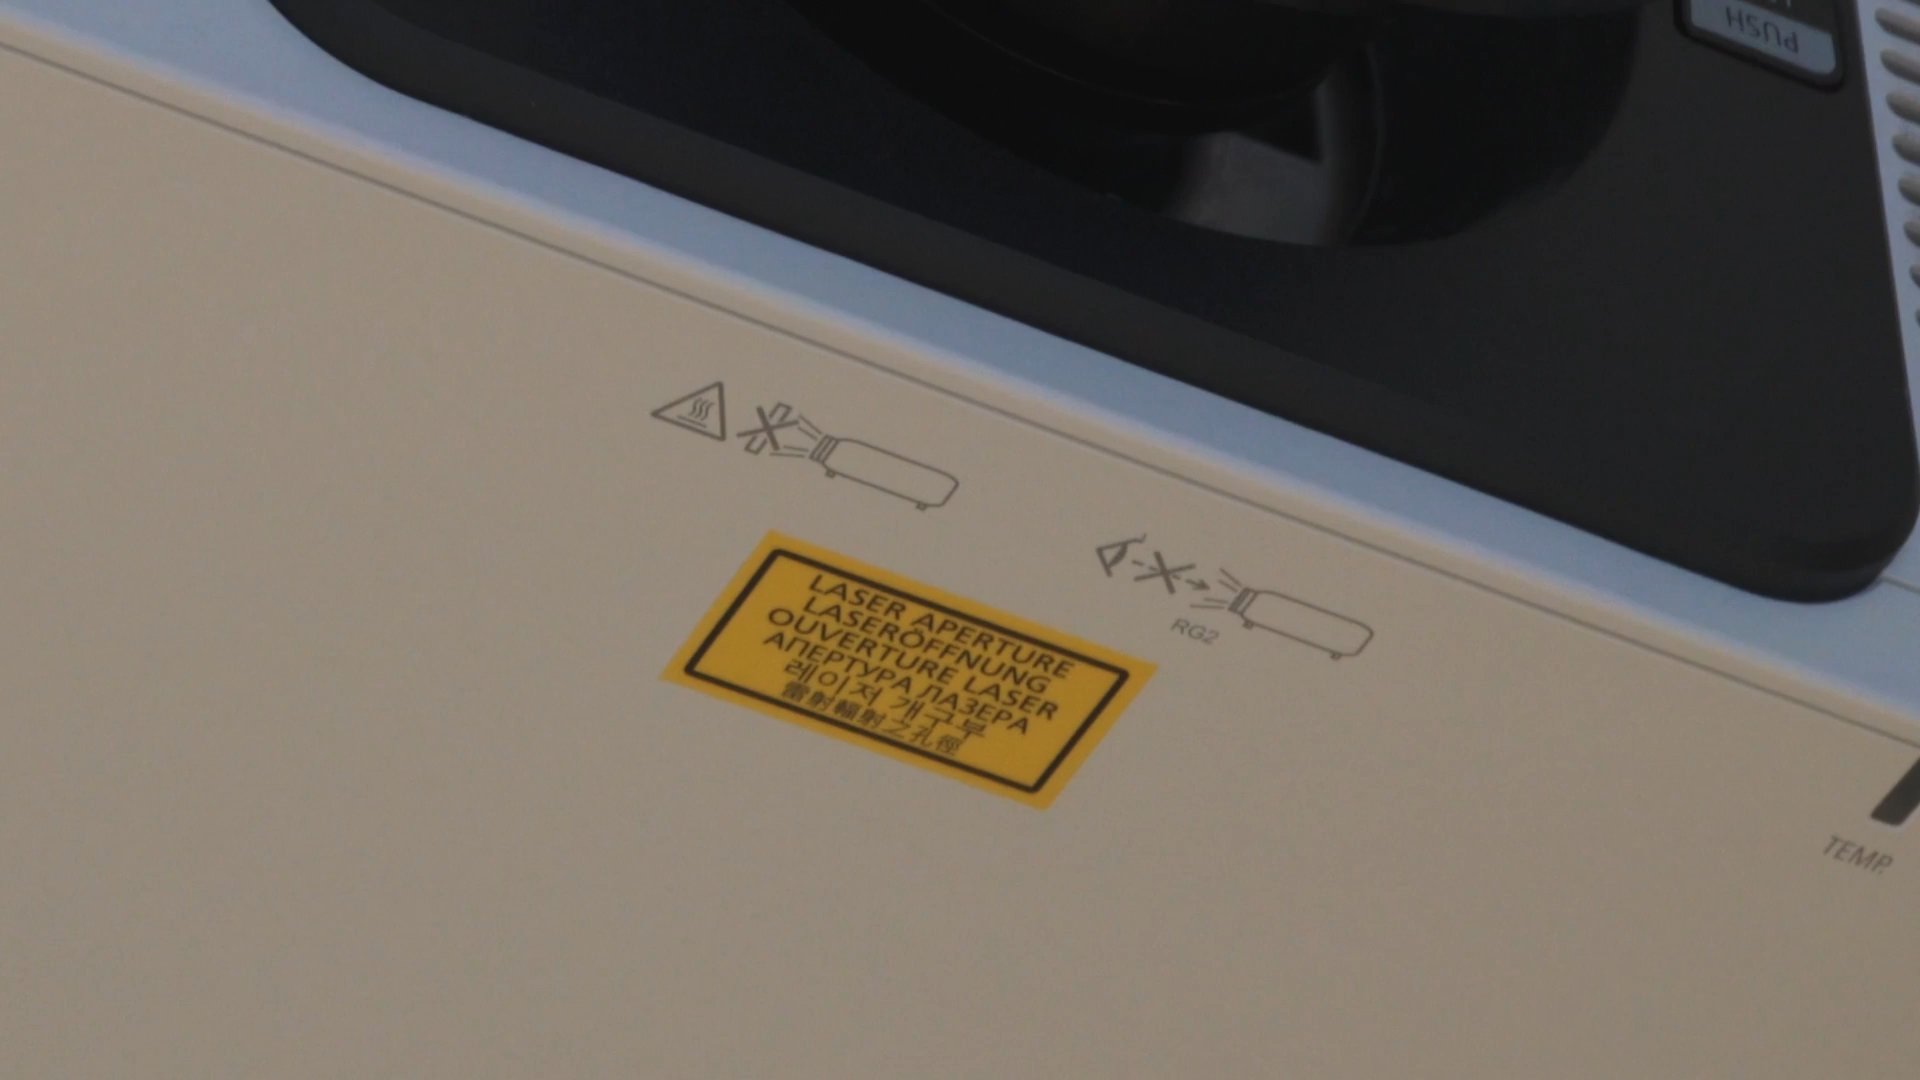 PUSH
RG2
LASER APERTURE
LASERÖFFNUNG
OUVERTURE LASER
АПЕРТУРА ЛАЗЕРА
레이저 개구부
雷射輻射之孔徑
TEMP.